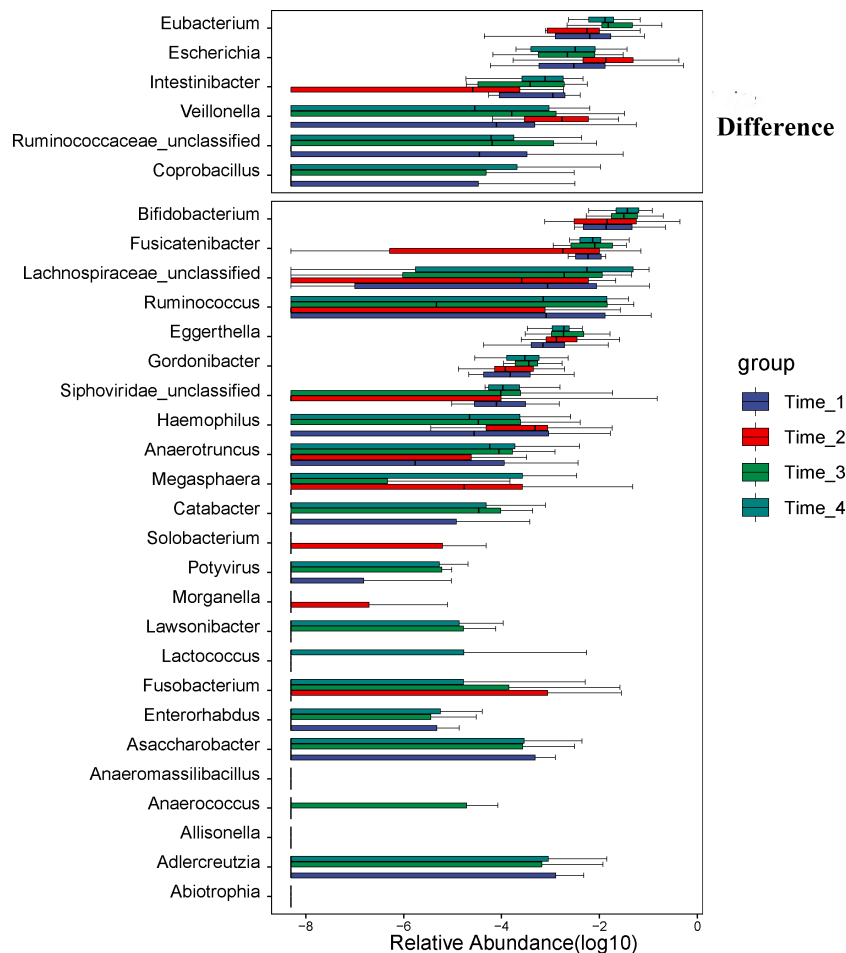 Eubacterium
Escherichia
Intestinibacter
Veillonella
Ruminococcaceae_unclassified
Coprobacillus
Difference
Bifidobacterium
Fusicatenibacter
Lachnospiraceae_unclassified
Ruminococcus
Eggerthella
Gordonibacter
Siphoviridae_unclassified
Haemophilus
Anaerotruncus
Megasphaera
Catabacter
Solobacterium
Potyvirus
Morganella
Lawsonibacter
Lactococcus
Fusobacterium
Enterorhabdus
Asaccharobacter
Anaeromassilibacillus
Anaerococcus
Allisonella
Adlercreutzia
Abiotrophia
−8 −6 −4 −2 0
Relative Abundance(log10)
group
Time_1
Time_2
Time_3
Time_4